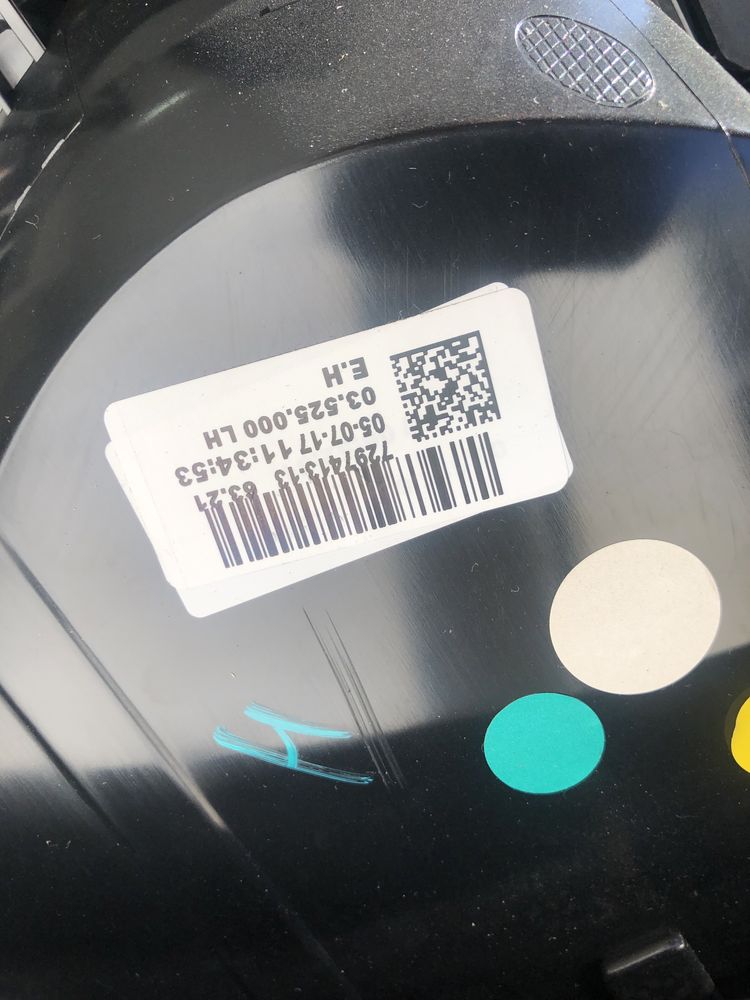 E.H
03.525.000 LH
05-07-17 11:34:53
7297413-13 63:21
H